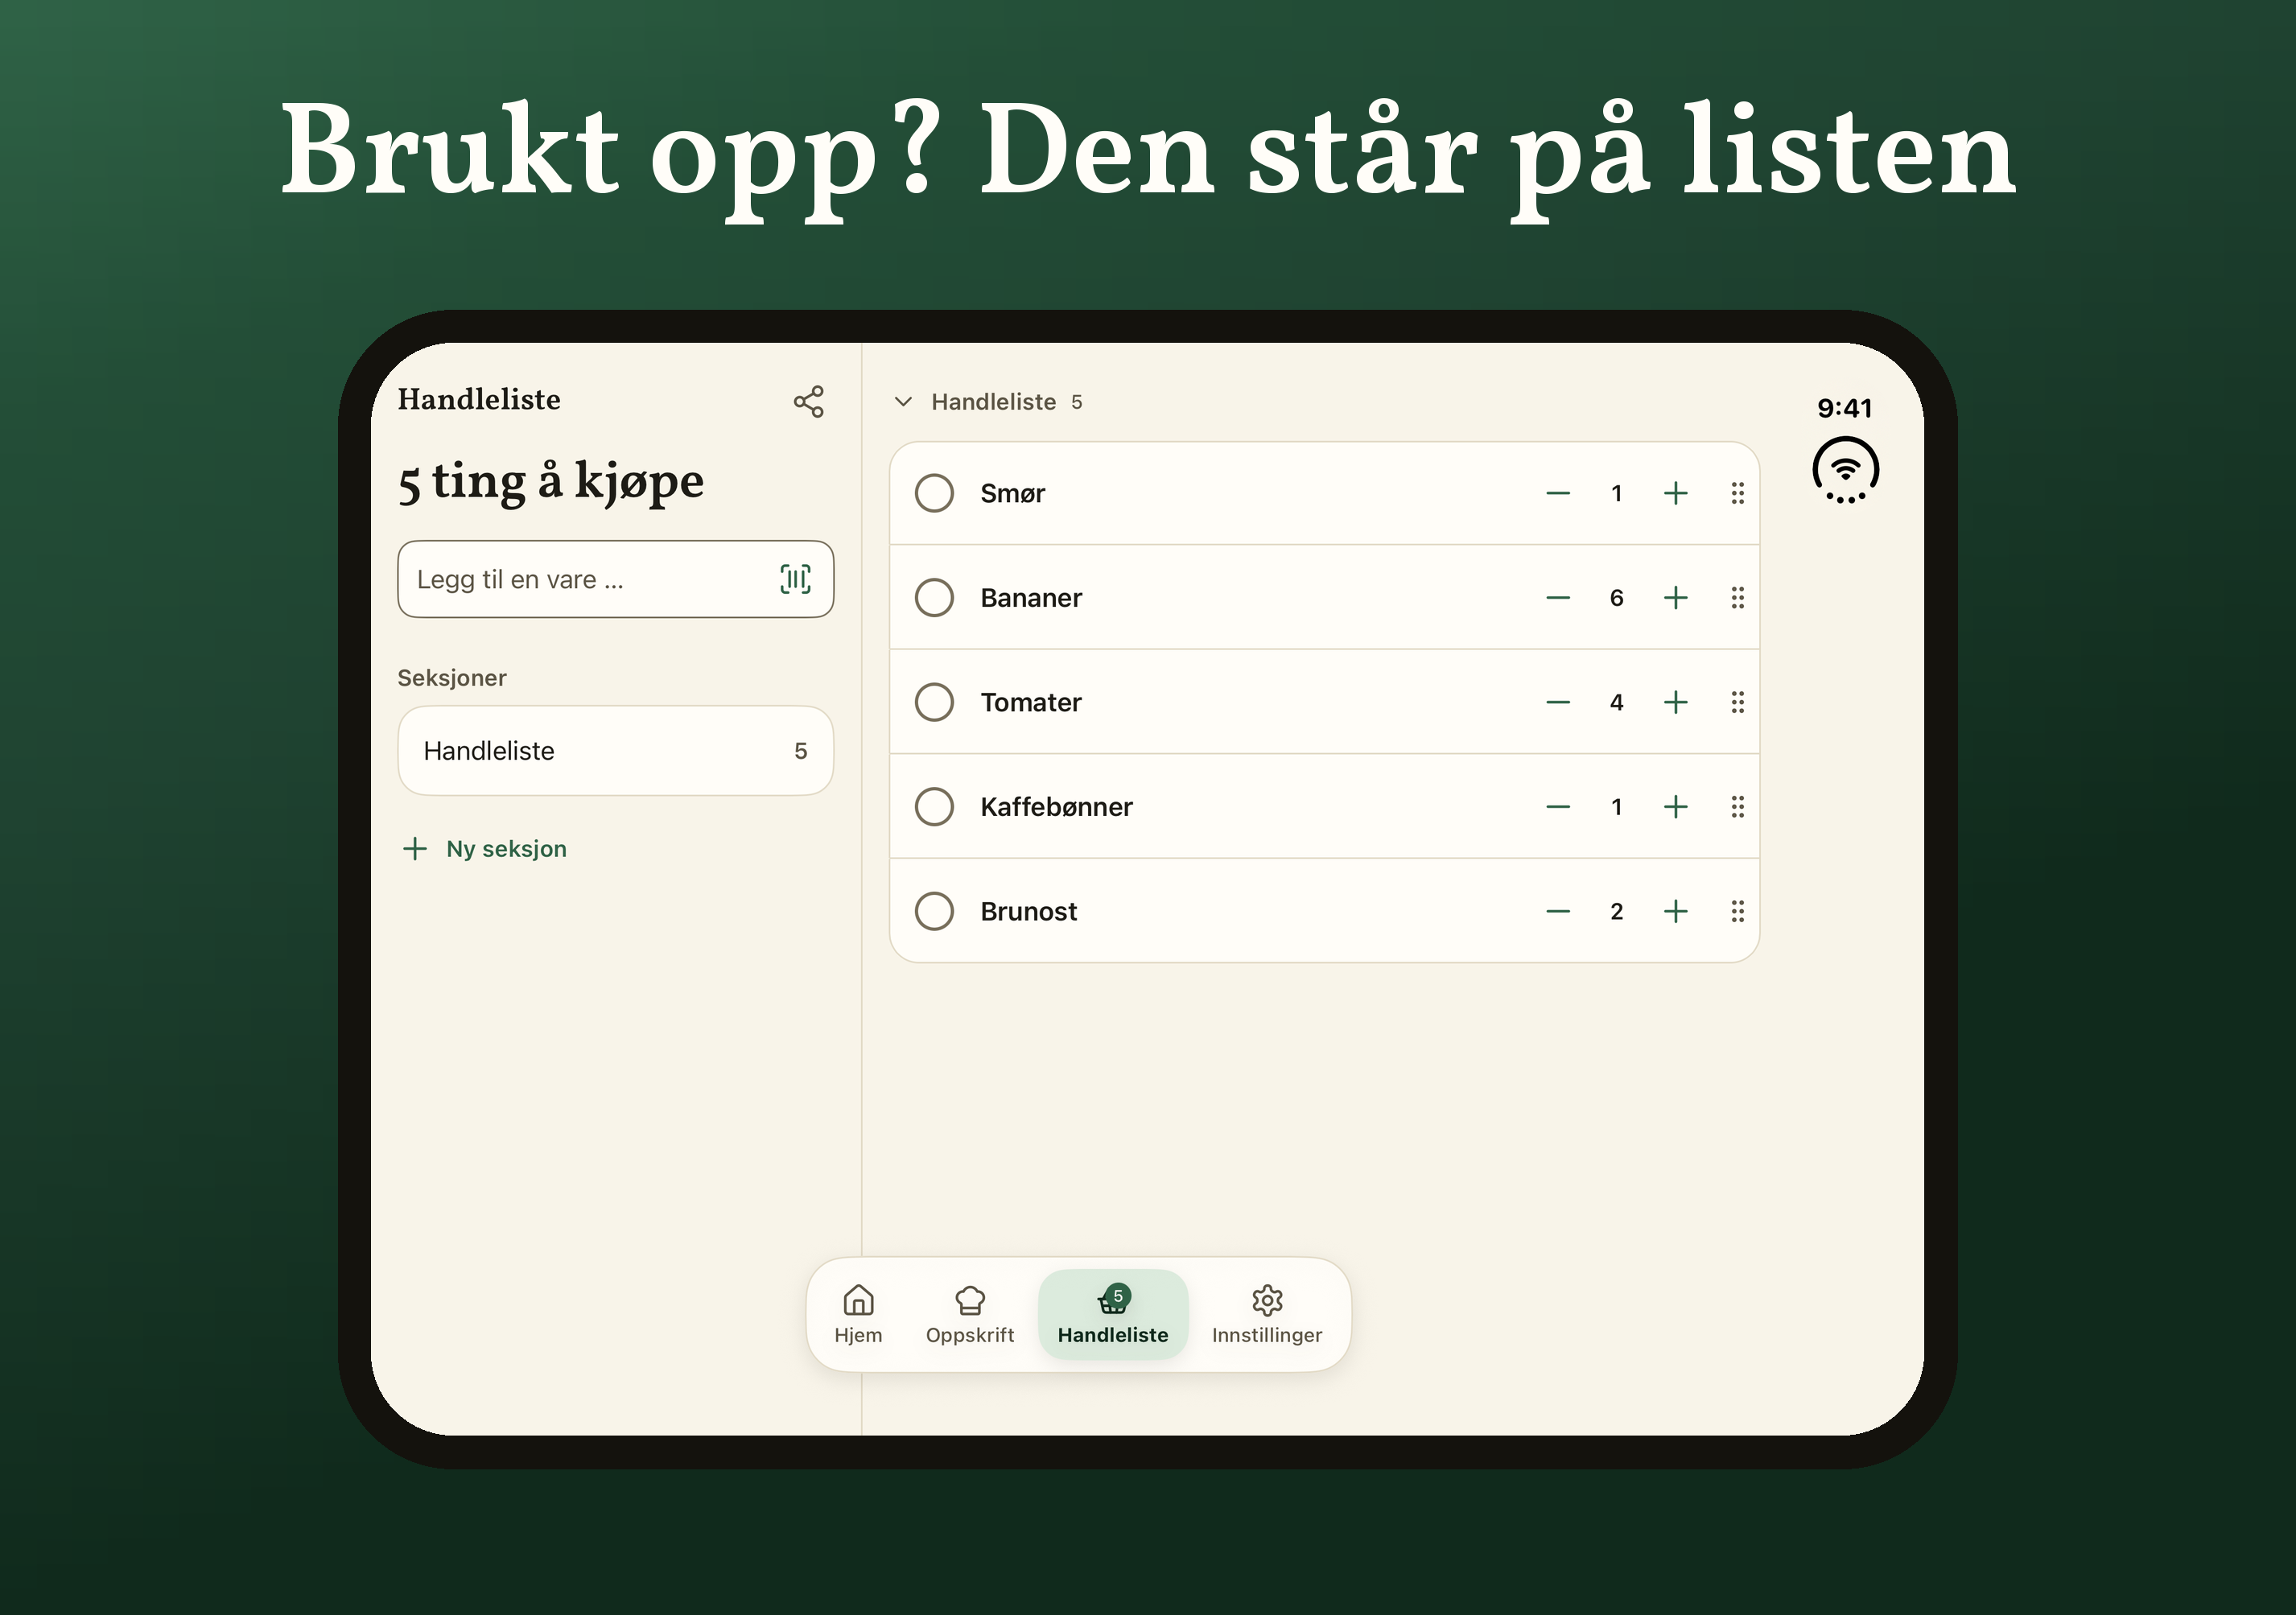 Brukt opp? Den står på listen
Handleliste
5 ting å kjøpe
Legg til en vare ...
Seksjoner
Handleliste 5
Ny seksjon
Handleliste 5
Smør 1
Bananer 6
Tomater 4
Kaffebønner 1
Brunost 2
9:41
5
Hjem Oppskrift Handleliste Innstillinger